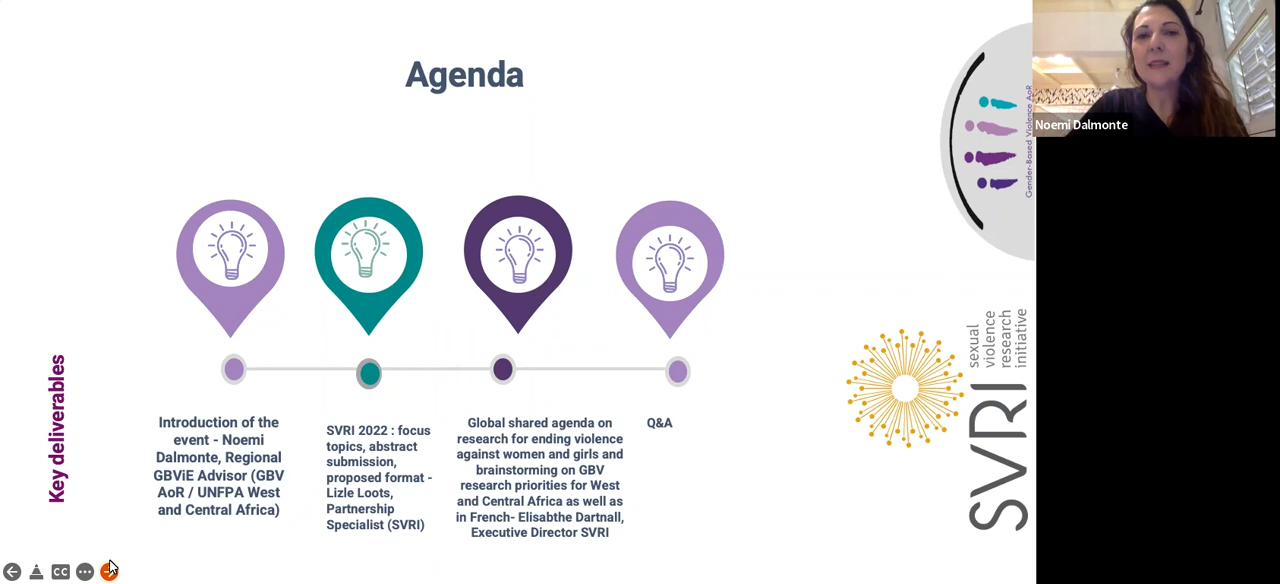 Agenda
Introduction of the
event - Noemi
Dalmonte, Regional
GBViE Advisor (GBV
AoR / UNFPA West
and Central Africa)
SVRI 2022 : focus
topics, abstract
submission,
proposed format -
Lizle Loots,
Partnership
Specialist (SVRI)
Global shared agenda on
research for ending violence
against women and girls and
brainstorming on GBV
research priorities for West
and Central Africa as well as
in French- Elisabthe Dartnall,
Executive Director SVRI
Q&A
Key deliverables
Gender-Based Violence AoR
SVRI
sexual
violence
research
initiative
Noemi Dalmonte
CC